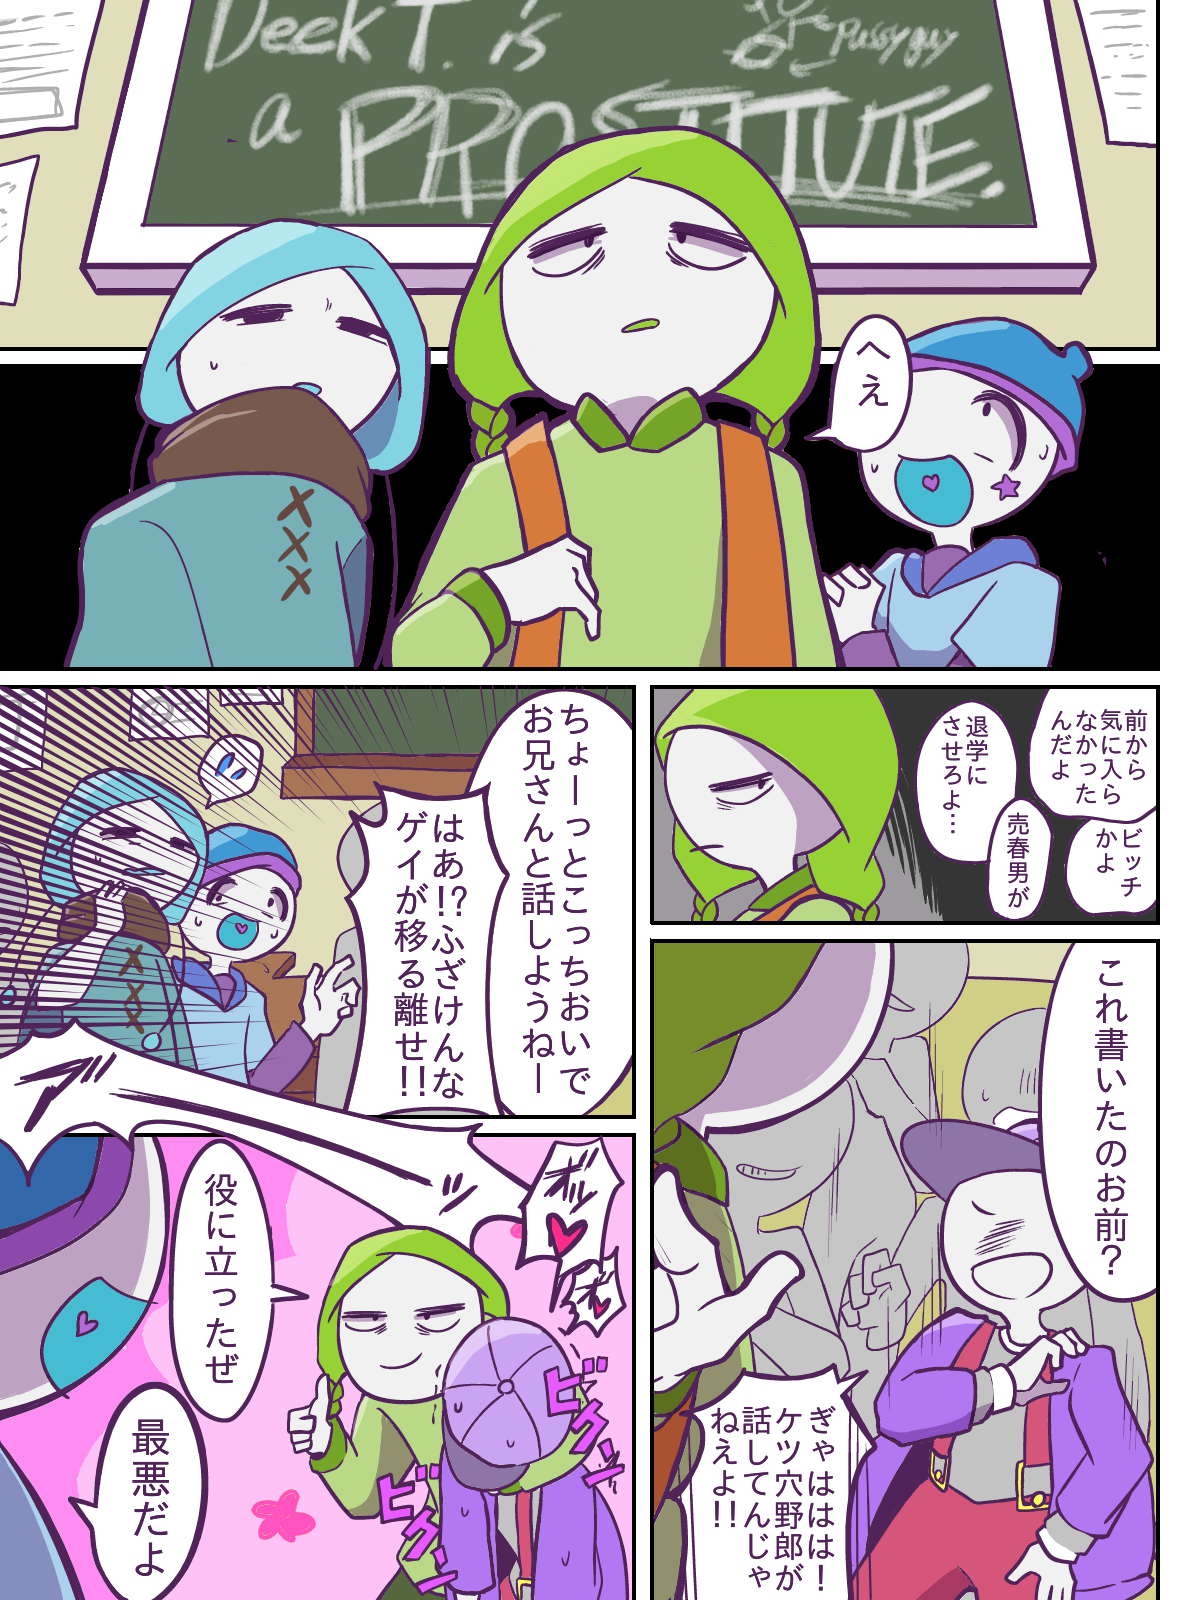 Deek T. is
a PROSTITUTE.
Pussy guy
へえ
前から
気に入ら
なかった
んだよ
ビッチ
かよ
退学に
させろよ…
売春男が
ちょーっとこっちおいで
お兄さんと話しようねー
はあ!?ふざけんな
ゲイが移る離せ!!
これ書いたのお前?
ぎゃははは!
ケツ穴野郎が
話してんじゃ
ねえよ!!
ブ
ボッ
ボ
ビクン
ビクン
役に立ったぜ
最悪だよ